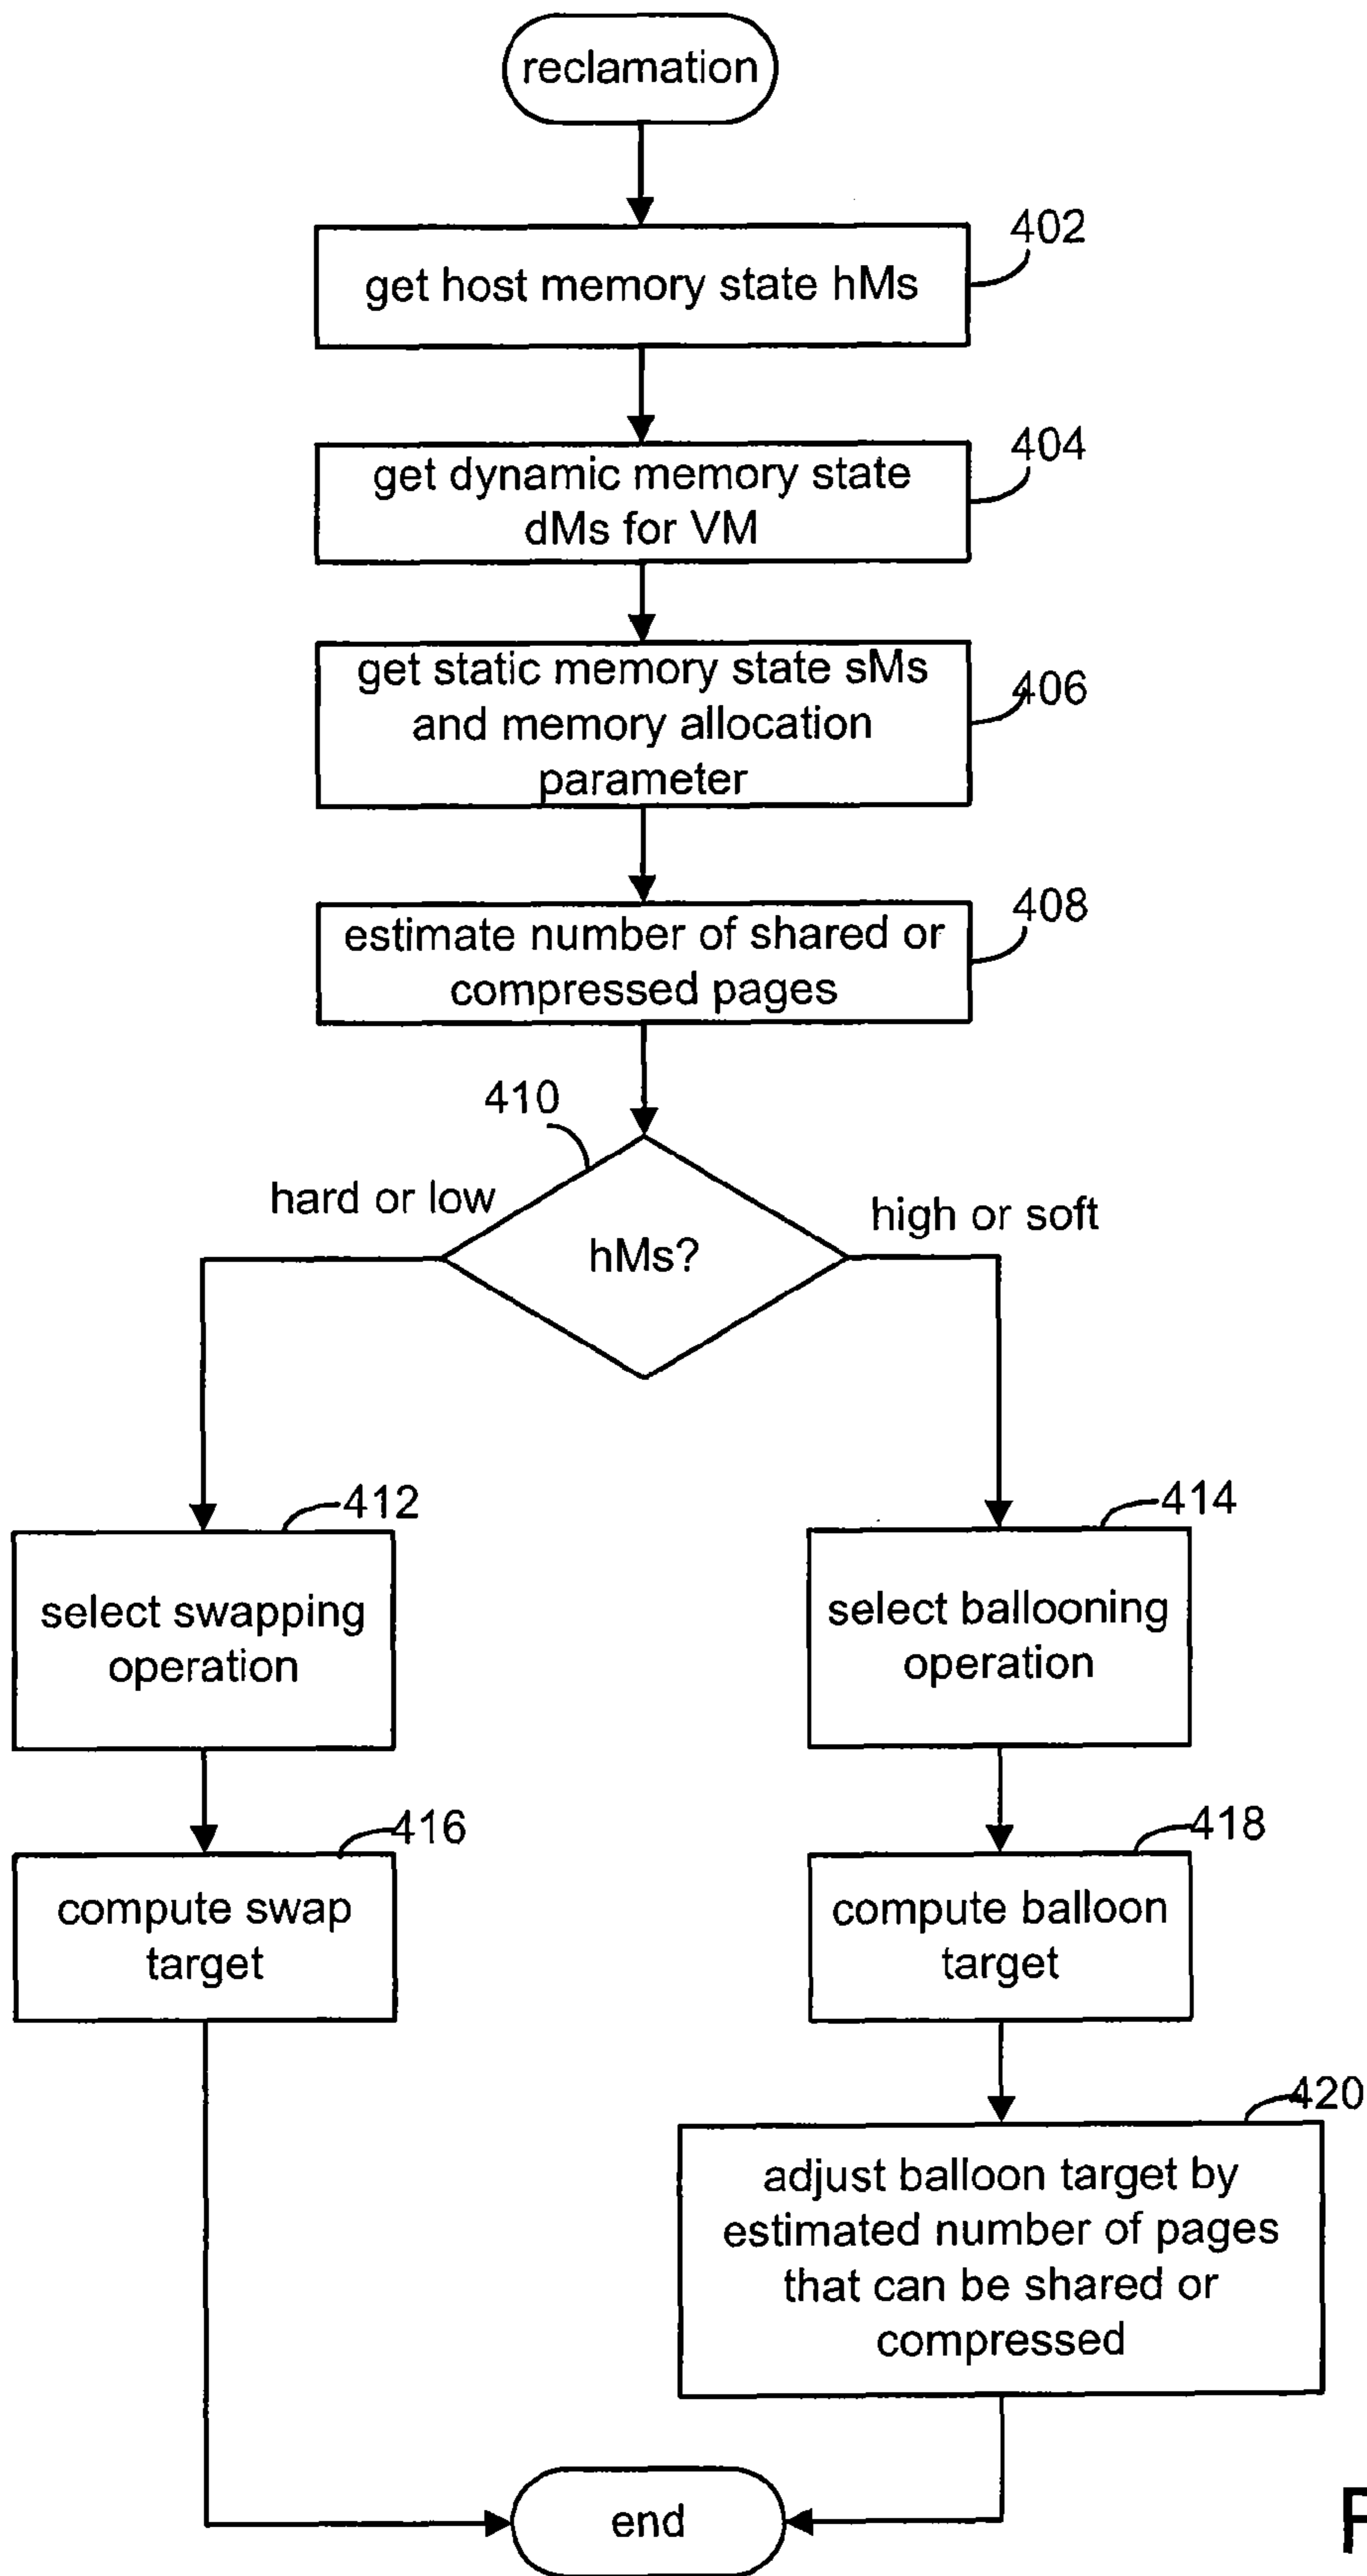 reclamation
402
get host memory state hMs
404
get dynamic memory state
dMs for VM
406
get static memory state sMs
and memory allocation
parameter
408
estimate number of shared or
compressed pages
410
hard or low
high or soft
hMs?
412
414
select swapping
operation
select ballooning
operation
416
418
compute swap
target
compute balloon
target
420
adjust balloon target by
estimated number of pages
that can be shared or
compressed
end